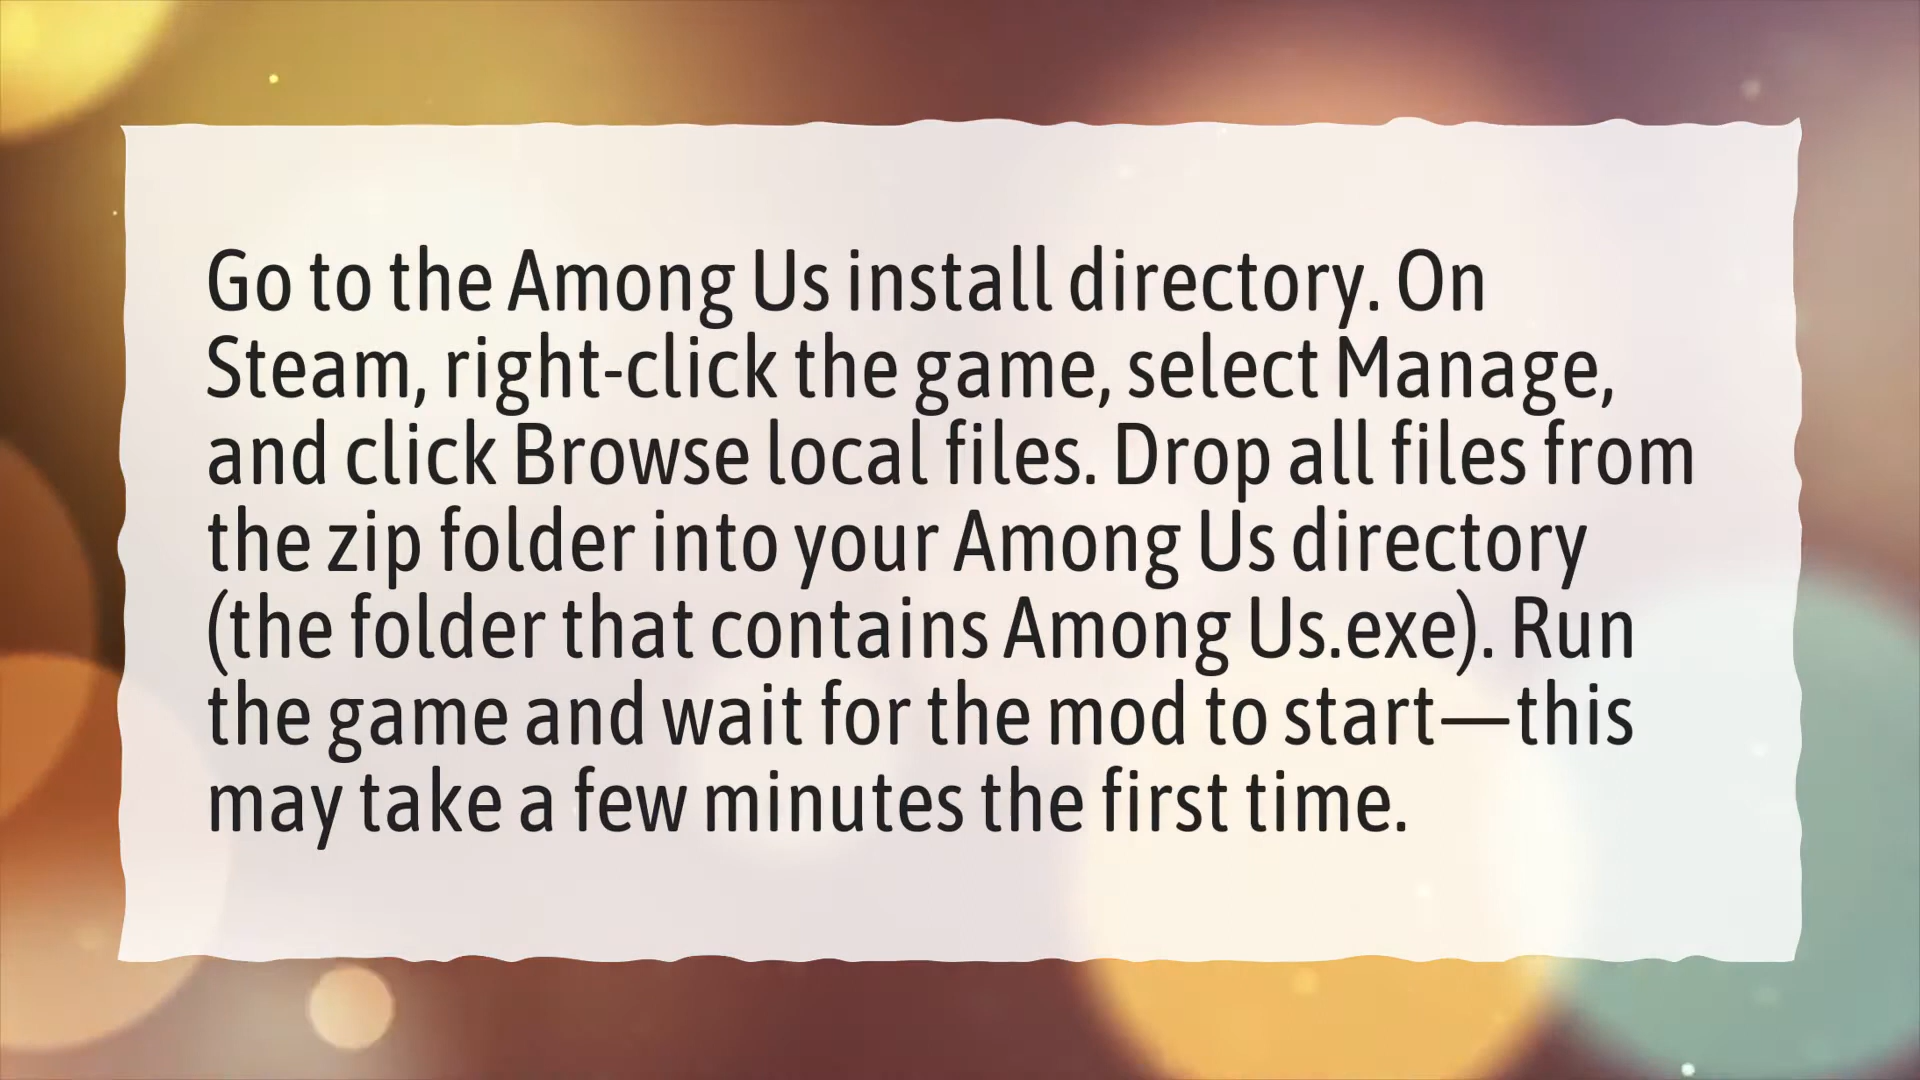 Go to the Among Us install directory. On
Steam, right-click the game, select Manage,
and click Browse local files. Drop all files from
the zip folder into your Among Us directory
(the folder that contains Among Us.exe). Run
the game and wait for the mod to start—this
may take a few minutes the first time.